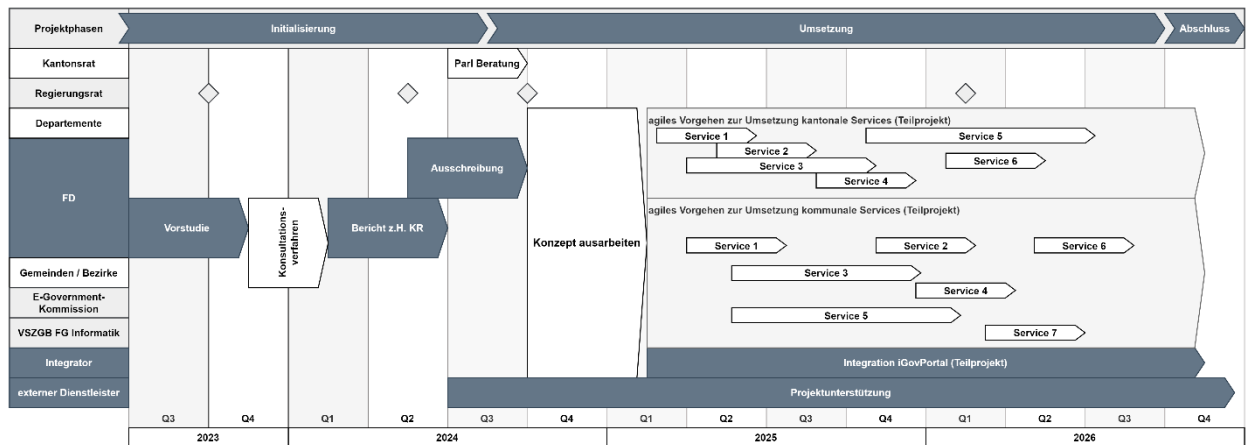 Projektphasen
Initialisierung
Umsetzung
Abschluss
Kantonsrat
Parl Beratung
Regierungsrat
Departemente
agiles Vorgehen zur Umsetzung kantonale Services (Teilprojekt)
Service 1
Service 5
Service 2
Service 6
Service 3
Service 4
FD
Ausschreibung
Vorstudie
Konsultations-
verfahren
Bericht z.H. KR
Konzept ausarbeiten
agiles Vorgehen zur Umsetzung kommunale Services (Teilprojekt)
Service 1
Service 2
Service 6
Gemeinden / Bezirke
Service 3
E-Government-
Kommission
Service 4
VSZGB FG Informatik
Service 5
Service 7
Integrator
Integration iGovPortal (Teilprojekt)
externer Dienstleister
Projektunterstützung
Q3
Q4
Q1
Q2
Q3
Q4
Q1
Q2
Q3
Q4
Q1
Q2
Q3
Q4
2023
2024
2025
2026